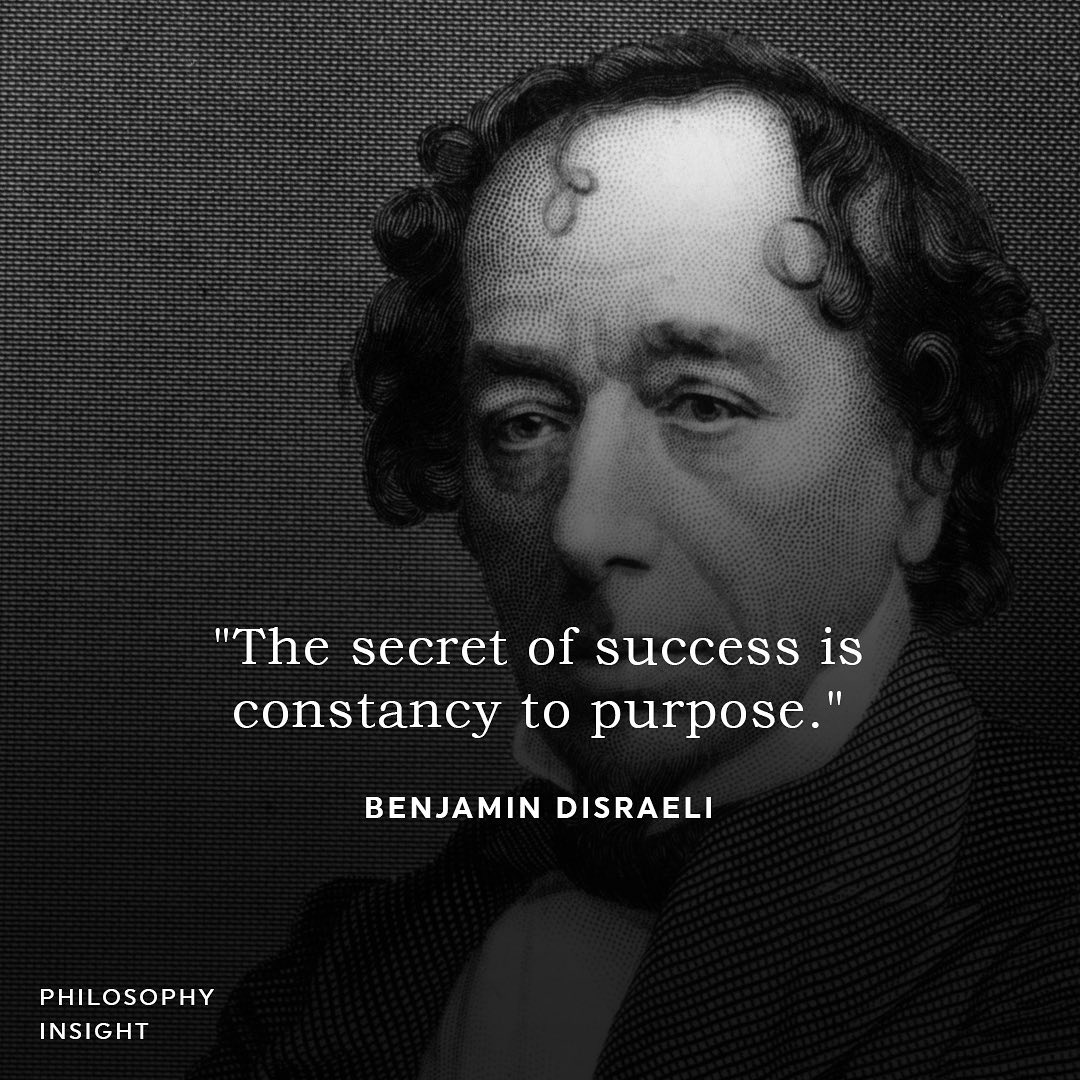 "The secret of success is
constancy to purpose."
BENJAMIN DISRAELI
PHILOSOPHY
INSIGHT